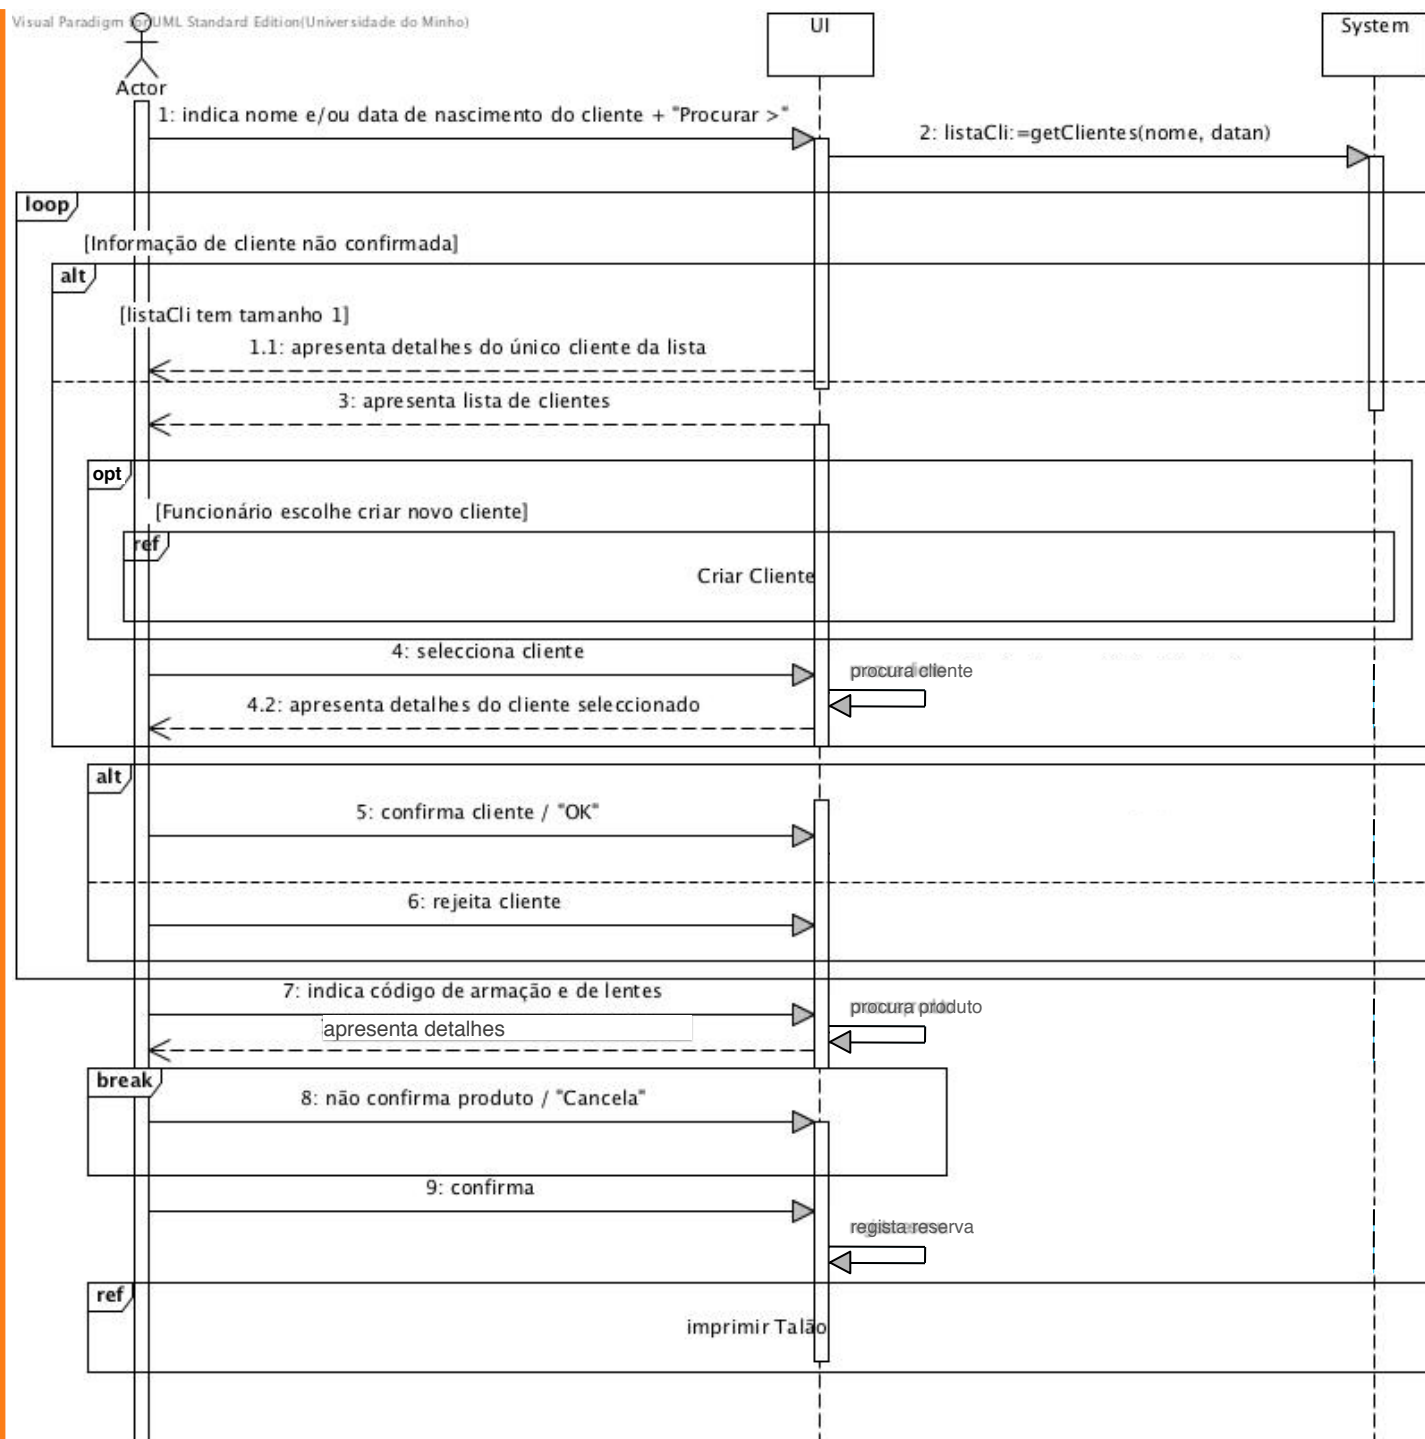 Visual Paradigm for UML Standard Edition(Universidade do Minho)
UI
System
Actor
1: indica nome e/ou data de nascimento do cliente + "Procurar >"
2: listaCli:=getClientes(nome, datan)
loop
[Informação de cliente não confirmada]
alt
[listaCli tem tamanho 1]
1.1: apresenta detalhes do único cliente da lista
3: apresenta lista de clientes
opt
[Funcionário escolhe criar novo cliente]
ref
Criar Cliente
4: selecciona cliente
procura cliente
4.2: apresenta detalhes do cliente seleccionado
alt
5: confirma cliente / "OK"
6: rejeita cliente
7: indica código de armação e de lentes
procura produto
apresenta detalhes
break
8: não confirma produto / "Cancela"
9: confirma
regista reserva
ref
imprimir Talão